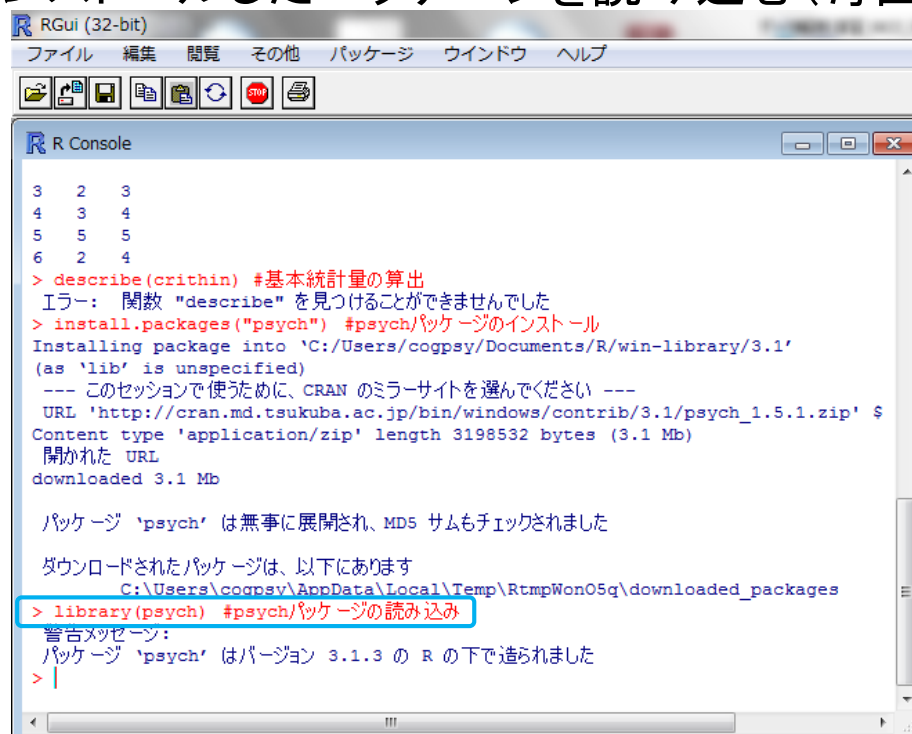 RGui (32-bit)
ファイル 編集 閲覧 その他 パッケージ ウインドウ ヘルプ
STOP
R Console
3 2 3
4 3 4
5 5 5
6 2 4
> describe(crithin) #基本統計量の算出
エラー: 関数 "describe" を見つけることができませんでした
> install.packages("psych") #psychパッケージのインストール
Installing package into ‘C:/Users/cogpsy/Documents/R/win-library/3.1’
(as ‘lib’ is unspecified)
--- このセッションで使うために、CRAN のミラーサイトを選んでください ---
URL 'http://cran.md.tsukuba.ac.jp/bin/windows/contrib/3.1/psych_1.5.1.zip' $
Content type 'application/zip' length 3198532 bytes (3.1 Mb)
開かれた URL
downloaded 3.1 Mb
パッケージ ‘psych’ は無事に展開され、MD5 サムもチェックされました
ダウンロードされたパッケージは、以下にあります
C:\Users\cogpsy\AppData\Local\Temp\RtmpWonO5q\downloaded_packages
> library(psych) #psychパッケージの読み込み
警告メッセージ:
パッケージ ‘psych’ はバージョン 3.1.3 の R の下で造られました
>